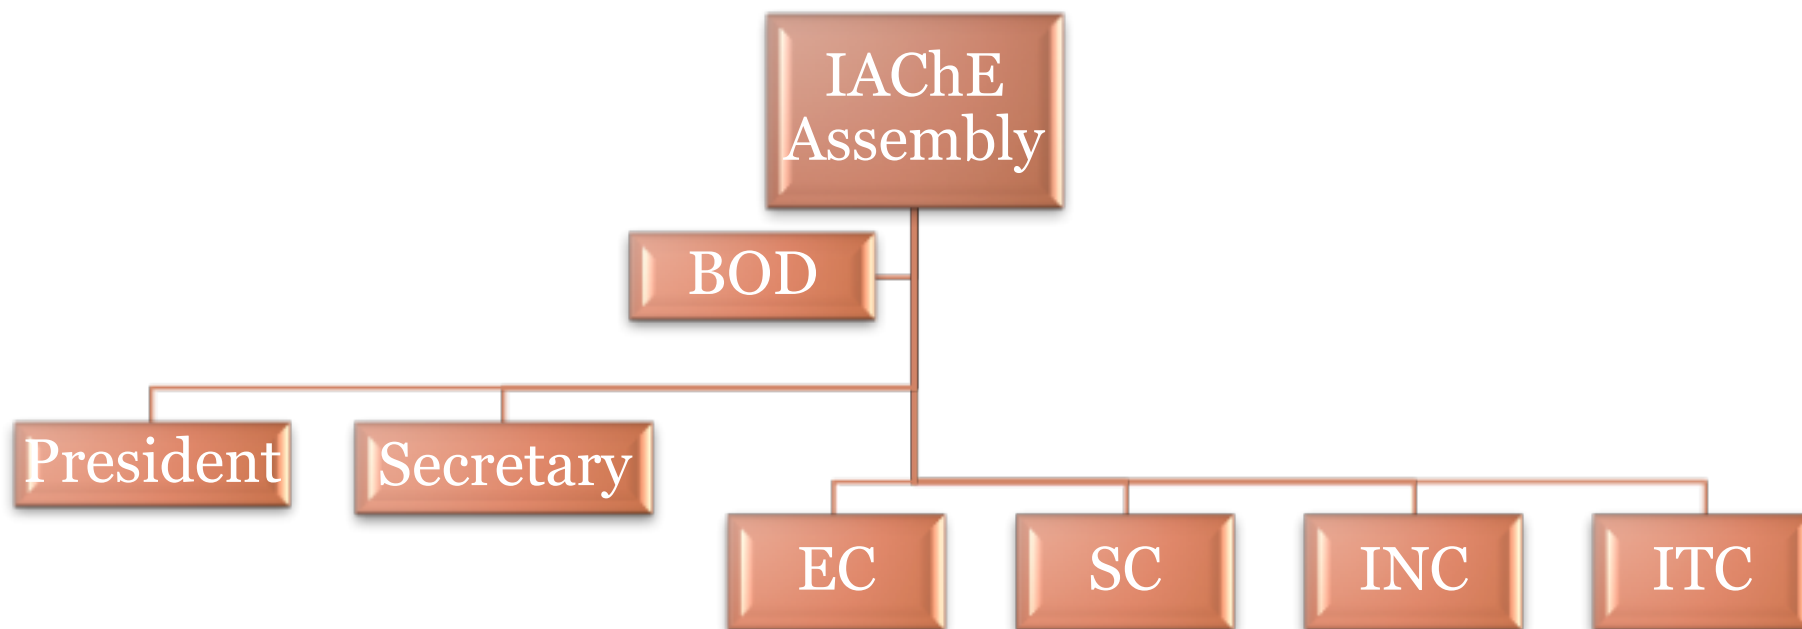 IAChE
Assembly
BOD
President
Secretary
EC
SC
INC
ITC